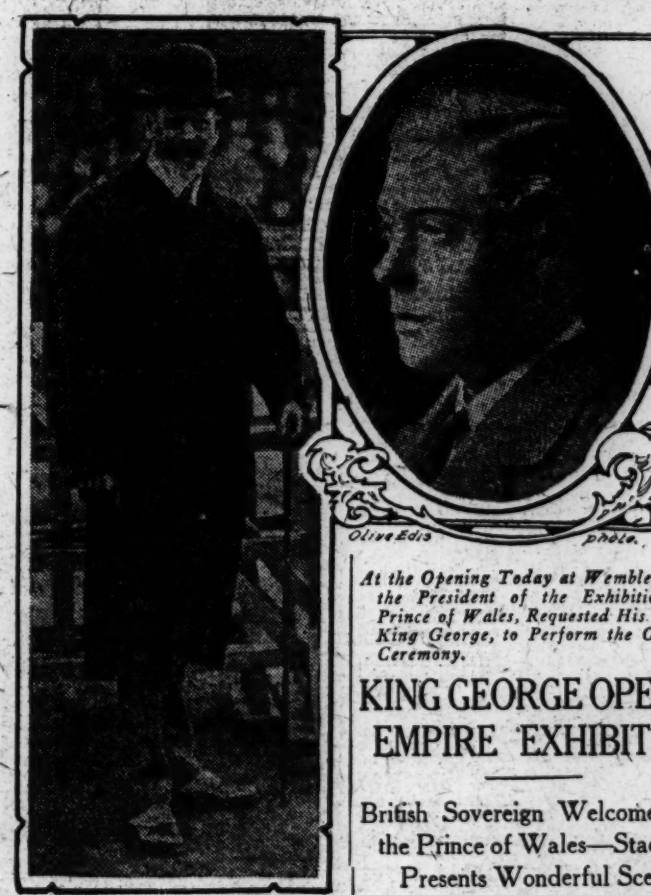 Olive Edis photo.
At the Opening Today at Wemble
the President of the Exhibitio
Prince of Wales, Requested His
King George, to Perform the O
Ceremony.
KING GEORGE OPE
EMPIRE EXHIBIT
British Sovereign Welcome
the Prince of Wales—Stad
Presents Wonderful Sce